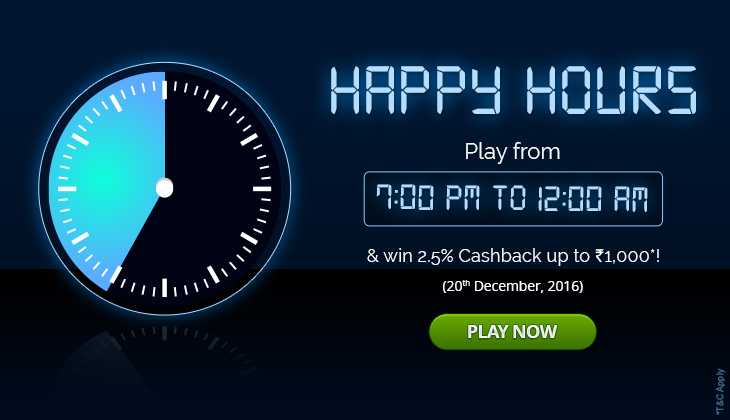 HAPPY HOURS
Play from
7:00 PM TO 12:00 AM
& win 2.5% Cashback up to ₹1,000*!
(20th December, 2016)
PLAY NOW
*T&C Apply